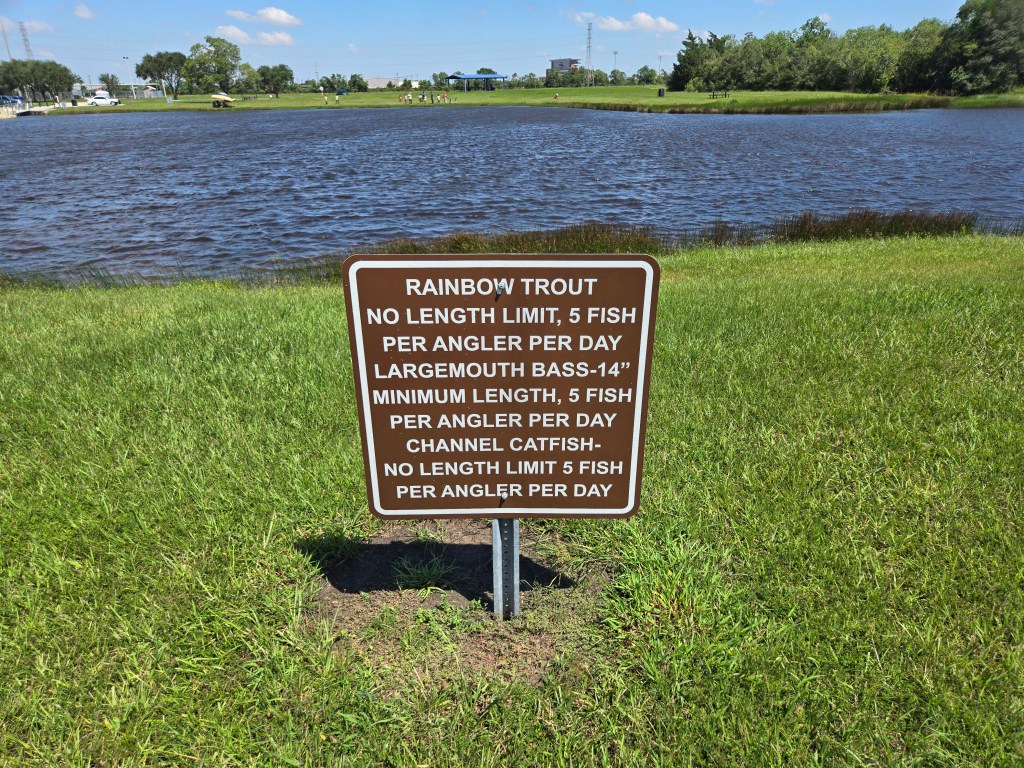 RAINBOW TROUT
NO LENGTH LIMIT, 5 FISH
PER ANGLER PER DAY
LARGEMOUTH BASS-14”
MINIMUM LENGTH, 5 FISH
PER ANGLER PER DAY
CHANNEL CATFISH-
NO LENGTH LIMIT 5 FISH
PER ANGLER PER DAY